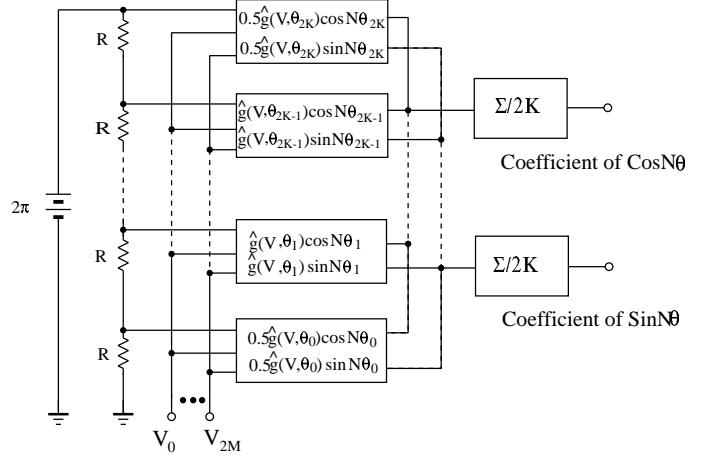 0.5ĝ(V,θ2K)cosNθ2K
0.5ĝ(V,θ2K)sinNθ2K
R
ĝ(V,θ2K-1)cosNθ2K-1
ĝ(V,θ2K-1)sinNθ2K-1
R
Σ/2K
Coefficient of CosNθ
2π
ĝ(V,θ1)cosNθ1
ĝ(V,θ1)sinNθ1
R
Σ/2K
Coefficient of SinNθ
0.5ĝ(V,θ0)cosNθ0
0.5ĝ(V,θ0)sinNθ0
R
V0 V2M